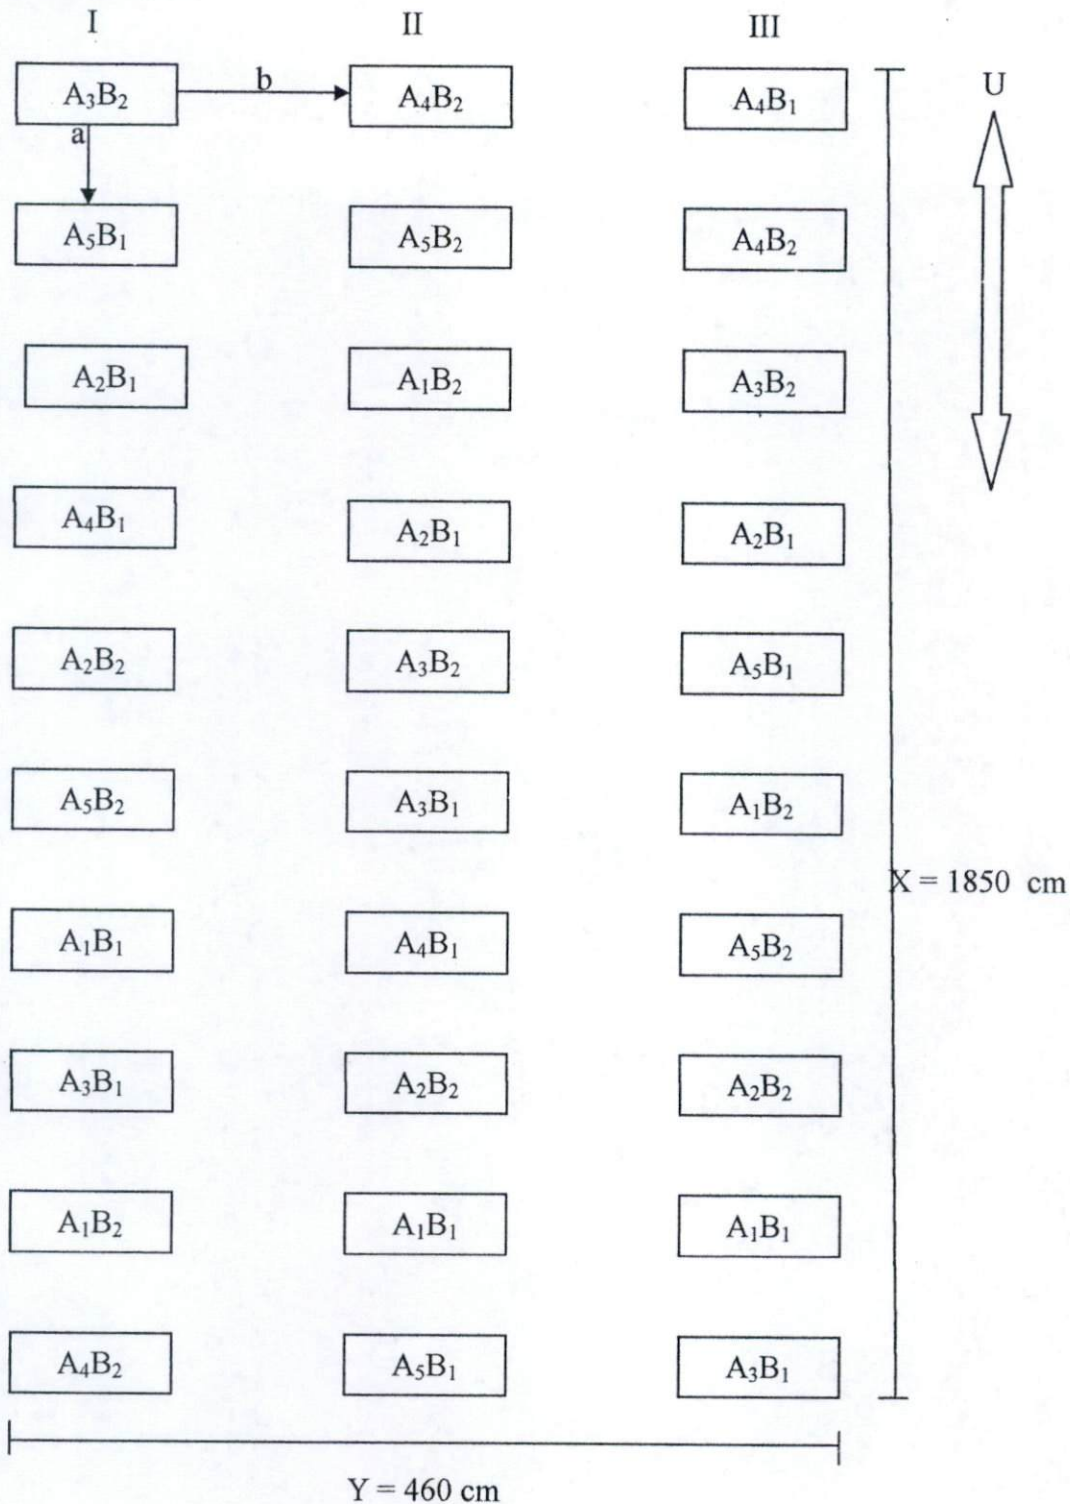 I II III
A₃B₂ b A₄B₂ A₄B₁ U
a
A₅B₁ A₅B₂ A₄B₂
A₂B₁ A₁B₂ A₃B₂
A₄B₁ A₂B₁ A₂B₁
A₂B₂ A₃B₂ A₅B₁
A₅B₂ A₃B₁ A₁B₂
X = 1850 cm
A₁B₁ A₄B₁ A₅B₂
A₃B₁ A₂B₂ A₂B₂
A₁B₂ A₁B₁ A₁B₁
A₄B₂ A₅B₁ A₃B₁
Y = 460 cm